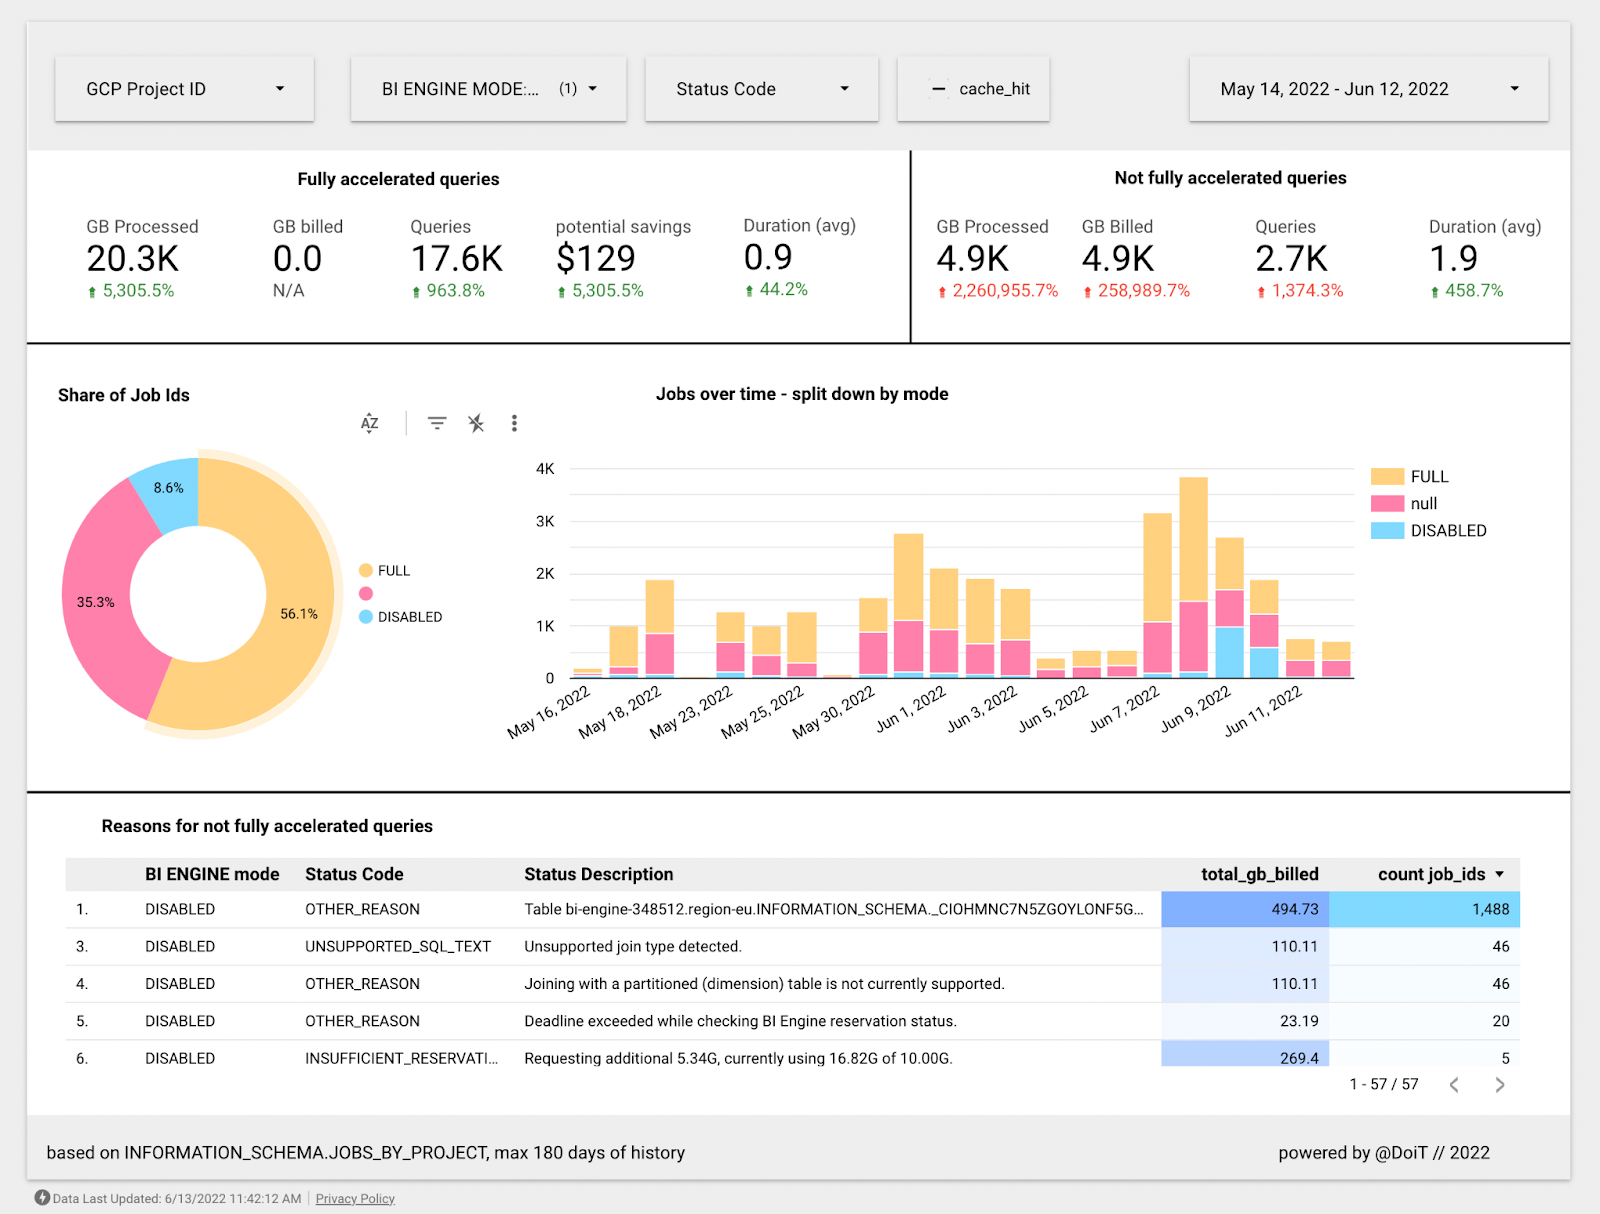 GCP Project ID
BI ENGINE MODE:... (1)
Status Code
cache_hit
May 14, 2022 - Jun 12, 2022
Fully accelerated queries
GB Processed
20.3K
5,305.5%
GB billed
0.0
N/A
Queries
17.6K
963.8%
potential savings
$129
5,305.5%
Duration (avg)
0.9
44.2%
Not fully accelerated queries
GB Processed
4.9K
2,260,955.7%
GB Billed
4.9K
258,989.7%
Queries
2.7K
1,374.3%
Duration (avg)
1.9
458.7%
Share of Job Ids
AZ
8.6%
35.3%
56.1%
FULL
DISABLED
Jobs over time - split down by mode
4K
3K
2K
1K
0
May 16, 2022
May 18, 2022
May 23, 2022
May 25, 2022
May 30, 2022
Jun 1, 2022
Jun 3, 2022
Jun 5, 2022
Jun 7, 2022
Jun 9, 2022
Jun 11, 2022
FULL
null
DISABLED
Reasons for not fully accelerated queries
BI ENGINE mode Status Code Status Description total_gb_billed count job_ids
1. DISABLED OTHER_REASON Table bi-engine-348512.region-eu.INFORMATION_SCHEMA._CIOHMNC7N5ZGOYLONF5G... 494.73 1,488
3. DISABLED UNSUPPORTED_SQL_TEXT Unsupported join type detected. 110.11 46
4. DISABLED OTHER_REASON Joining with a partitioned (dimension) table is not currently supported. 110.11 46
5. DISABLED OTHER_REASON Deadline exceeded while checking BI Engine reservation status. 23.19 20
6. DISABLED INSUFFICIENT_RESERVATI... Requesting additional 5.34G, currently using 16.82G of 10.00G. 269.4 5
1 - 57 / 57
based on INFORMATION_SCHEMA.JOBS_BY_PROJECT, max 180 days of history
powered by @DoiT // 2022
Data Last Updated: 6/13/2022 11:42:12 AM
Privacy Policy